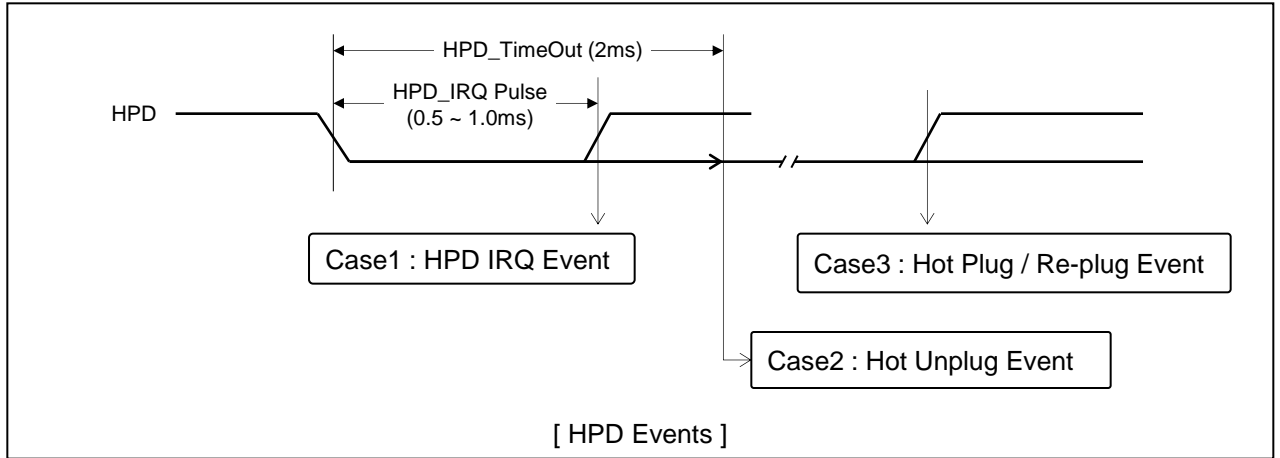 HPD_TimeOut (2ms)
HPD_IRQ Pulse
(0.5 ~ 1.0ms)
HPD
Case1 : HPD IRQ Event
Case3 : Hot Plug / Re-plug Event
Case2 : Hot Unplug Event
[ HPD Events ]